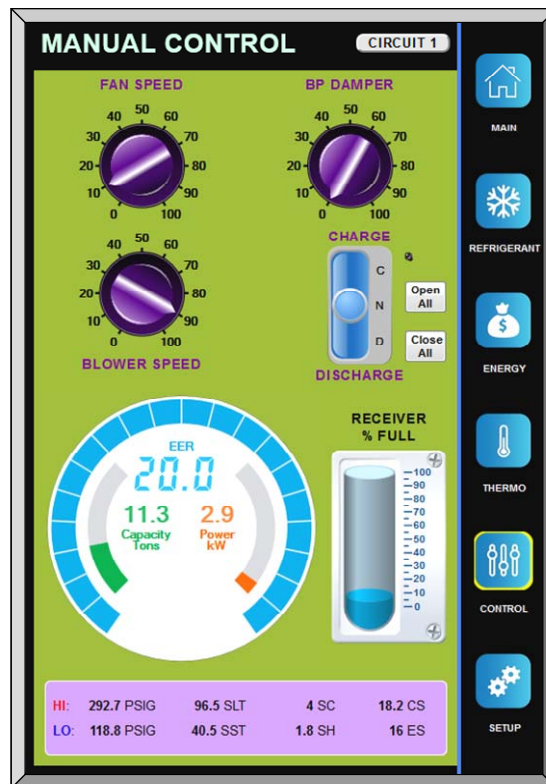 MANUAL CONTROL
CIRCUIT 1
FAN SPEED
0 10 20 30 40 50 60 70 80 90 100
BP DAMPER
0 10 20 30 40 50 60 70 80 90 100
BLOWER SPEED
0 10 20 30 40 50 60 70 80 90 100
CHARGE
C
N
D
DISCHARGE
Open
All
Close
All
EER
20.0
11.3
Capacity
Tons
2.9
Power
kW
RECEIVER
% FULL
100
90
80
70
60
50
40
30
20
10
0
HI: 292.7 PSIG 96.5 SLT 4 SC 18.2 CS
LO: 118.8 PSIG 40.5 SST 1.8 SH 16 ES
MAIN
REFRIGERANT
$
ENERGY
THERMO
CONTROL
SETUP